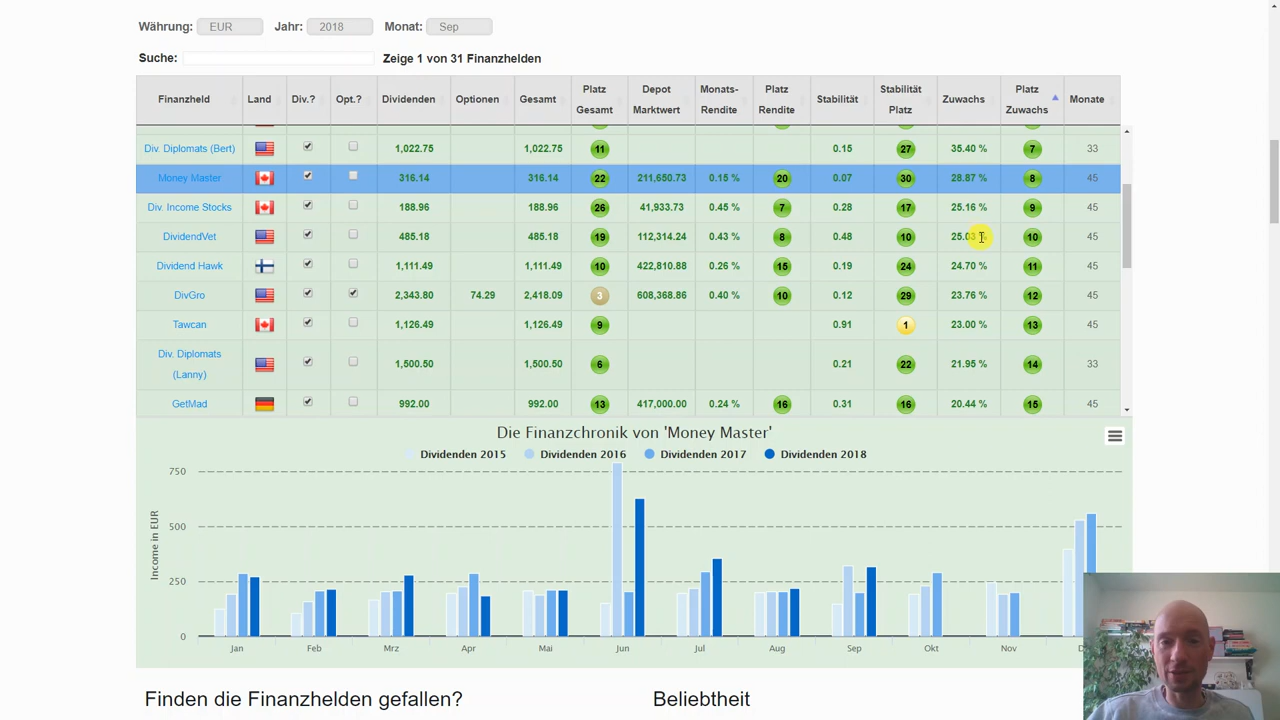 Währung: EUR Jahr: 2018 Monat: Sep
Suche: Zeige 1 von 31 Finanzhelden
Finanzheld Land Div.? Opt.? Dividenden Optionen Gesamt Platz Gesamt Depot Marktwert Monats-Rendite Platz Rendite Stabilität Stabilität Platz Zuwachs Platz Zuwachs Monate
Div. Diplomats (Bert) 1,022.75 1,022.75 11 0.15 27 35.40 % 7 33
Money Master 316.14 316.14 22 211,650.73 0.15 % 20 0.07 30 28.87 % 8 45
Div. Income Stocks 188.96 188.96 26 41,933.73 0.45 % 7 0.28 17 25.16 % 9 45
DividendVet 485.18 485.18 19 112,314.24 0.43 % 8 0.48 10 25.03 % 10 45
Dividend Hawk 1,111.49 1,111.49 10 422,810.88 0.26 % 15 0.19 24 24.70 % 11 45
DivGro 2,343.80 74.29 2,418.09 3 608,368.86 0.40 % 10 0.12 29 23.76 % 12 45
Tawcan 1,126.49 1,126.49 9 0.91 1 23.00 % 13 45
Div. Diplomats (Lanny) 1,500.50 1,500.50 6 0.21 22 21.95 % 14 33
GetMad 992.00 992.00 13 417,000.00 0.24 % 16 0.31 16 20.44 % 15 45
Die Finanzchronik von 'Money Master'
Dividenden 2015 Dividenden 2016 Dividenden 2017 Dividenden 2018
Income in EUR
750
500
250
0
Jan Feb Mrz Apr Mai Jun Jul Aug Sep Okt Nov
Finden die Finanzhelden gefallen? Beliebtheit